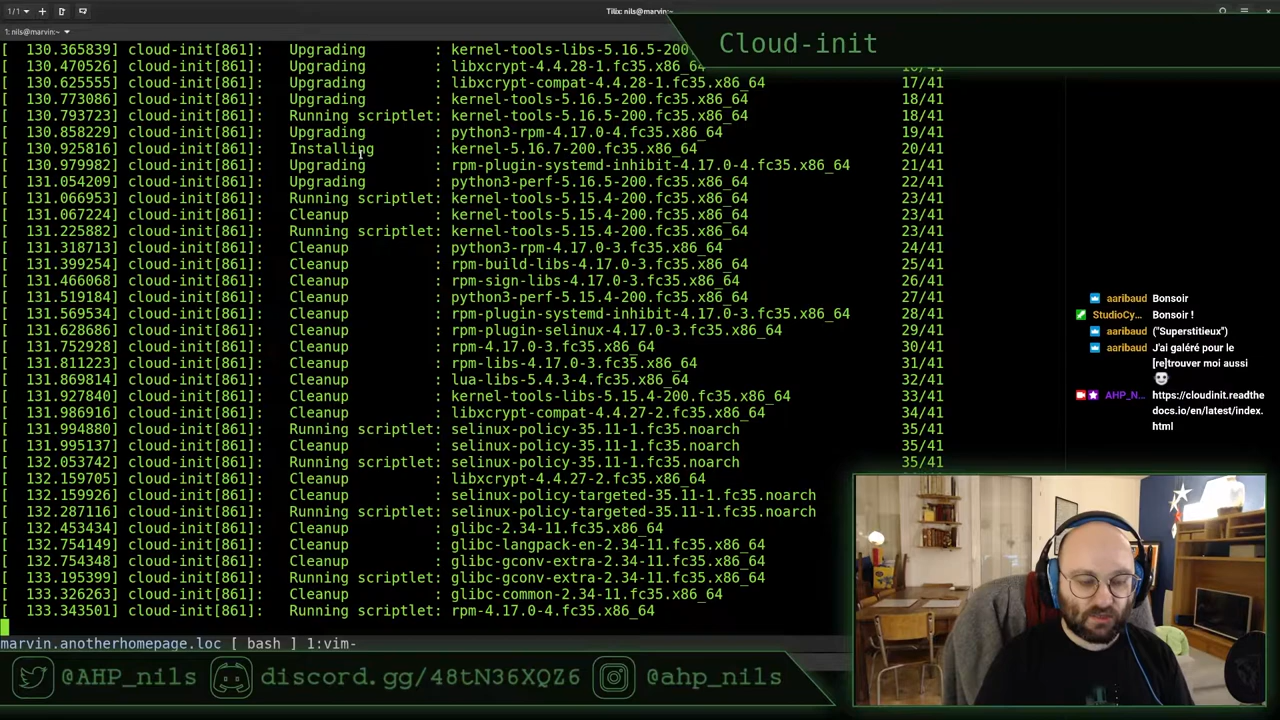 1/1
Tilix: nils@marvin:~
1: nils@marvin:~
Cloud-init
[  130.365839] cloud-init[861]:   Upgrading        : kernel-tools-libs-5.16.5-200
[  130.470526] cloud-init[861]:   Upgrading        : libxcrypt-4.4.28-1.fc35.x86_64                    16/41
[  130.625555] cloud-init[861]:   Upgrading        : libxcrypt-compat-4.4.28-1.fc35.x86_64                17/41
[  130.773086] cloud-init[861]:   Upgrading        : kernel-tools-5.16.5-200.fc35.x86_64                  18/41
[  130.793723] cloud-init[861]:   Running scriptlet: kernel-tools-5.16.5-200.fc35.x86_64                  18/41
[  130.858229] cloud-init[861]:   Upgrading        : python3-rpm-4.17.0-4.fc35.x86_64                     19/41
[  130.925816] cloud-init[861]:   Installing       : kernel-5.16.7-200.fc35.x86_64                        20/41
[  130.979982] cloud-init[861]:   Upgrading        : rpm-plugin-systemd-inhibit-4.17.0-4.fc35.x86_64      21/41
[  131.054209] cloud-init[861]:   Upgrading        : python3-perf-5.16.5-200.fc35.x86_64                  22/41
[  131.066953] cloud-init[861]:   Running scriptlet: kernel-tools-5.15.4-200.fc35.x86_64                  23/41
[  131.067224] cloud-init[861]:   Cleanup          : kernel-tools-5.15.4-200.fc35.x86_64                  23/41
[  131.225882] cloud-init[861]:   Running scriptlet: kernel-tools-5.15.4-200.fc35.x86_64                  23/41
[  131.318713] cloud-init[861]:   Cleanup          : python3-rpm-4.17.0-3.fc35.x86_64                     24/41
[  131.399254] cloud-init[861]:   Cleanup          : rpm-build-libs-4.17.0-3.fc35.x86_64                  25/41
[  131.466068] cloud-init[861]:   Cleanup          : rpm-sign-libs-4.17.0-3.fc35.x86_64                   26/41
[  131.519184] cloud-init[861]:   Cleanup          : python3-perf-5.15.4-200.fc35.x86_64                  27/41
[  131.569534] cloud-init[861]:   Cleanup          : rpm-plugin-systemd-inhibit-4.17.0-3.fc35.x86_64      28/41
[  131.628686] cloud-init[861]:   Cleanup          : rpm-plugin-selinux-4.17.0-3.fc35.x86_64              29/41
[  131.752928] cloud-init[861]:   Cleanup          : rpm-4.17.0-3.fc35.x86_64                             30/41
[  131.811223] cloud-init[861]:   Cleanup          : rpm-libs-4.17.0-3.fc35.x86_64                        31/41
[  131.869814] cloud-init[861]:   Cleanup          : lua-libs-5.4.3-4.fc35.x86_64                         32/41
[  131.927840] cloud-init[861]:   Cleanup          : kernel-tools-libs-5.15.4-200.fc35.x86_64             33/41
[  131.986916] cloud-init[861]:   Cleanup          : libxcrypt-compat-4.4.27-2.fc35.x86_64                34/41
[  131.994880] cloud-init[861]:   Running scriptlet: selinux-policy-35.11-1.fc35.noarch                   35/41
[  131.995137] cloud-init[861]:   Cleanup          : selinux-policy-35.11-1.fc35.noarch                   35/41
[  132.053742] cloud-init[861]:   Running scriptlet: selinux-policy-35.11-1.fc35.noarch                   35/41
[  132.159705] cloud-init[861]:   Cleanup          : libxcrypt-4.4.27-2.fc35.x86_64
[  132.159926] cloud-init[861]:   Cleanup          : selinux-policy-targeted-35.11-1.fc35.noarch
[  132.287116] cloud-init[861]:   Running scriptlet: selinux-policy-targeted-35.11-1.fc35.noarch
[  132.453434] cloud-init[861]:   Cleanup          : glibc-2.34-11.fc35.x86_64
[  132.754149] cloud-init[861]:   Cleanup          : glibc-langpack-en-2.34-11.fc35.x86_64
[  132.754348] cloud-init[861]:   Cleanup          : glibc-gconv-extra-2.34-11.fc35.x86_64
[  133.195399] cloud-init[861]:   Running scriptlet: glibc-gconv-extra-2.34-11.fc35.x86_64
[  133.326263] cloud-init[861]:   Cleanup          : glibc-common-2.34-11.fc35.x86_64
[  133.343501] cloud-init[861]:   Running scriptlet: rpm-4.17.0-4.fc35.x86_64
marvin.anotherhomepage.loc [ bash ] 1:vim-
aaribaud Bonsoir
StudioCy... Bonsoir !
aaribaud ("Superstitieux")
aaribaud J'ai galéré pour le
[re]trouver moi aussi
AHP_N... https://cloudinit.readthe
docs.io/en/latest/index.
html
@AHP_nils discord.gg/48tN36XQZ6 @ahp_nils